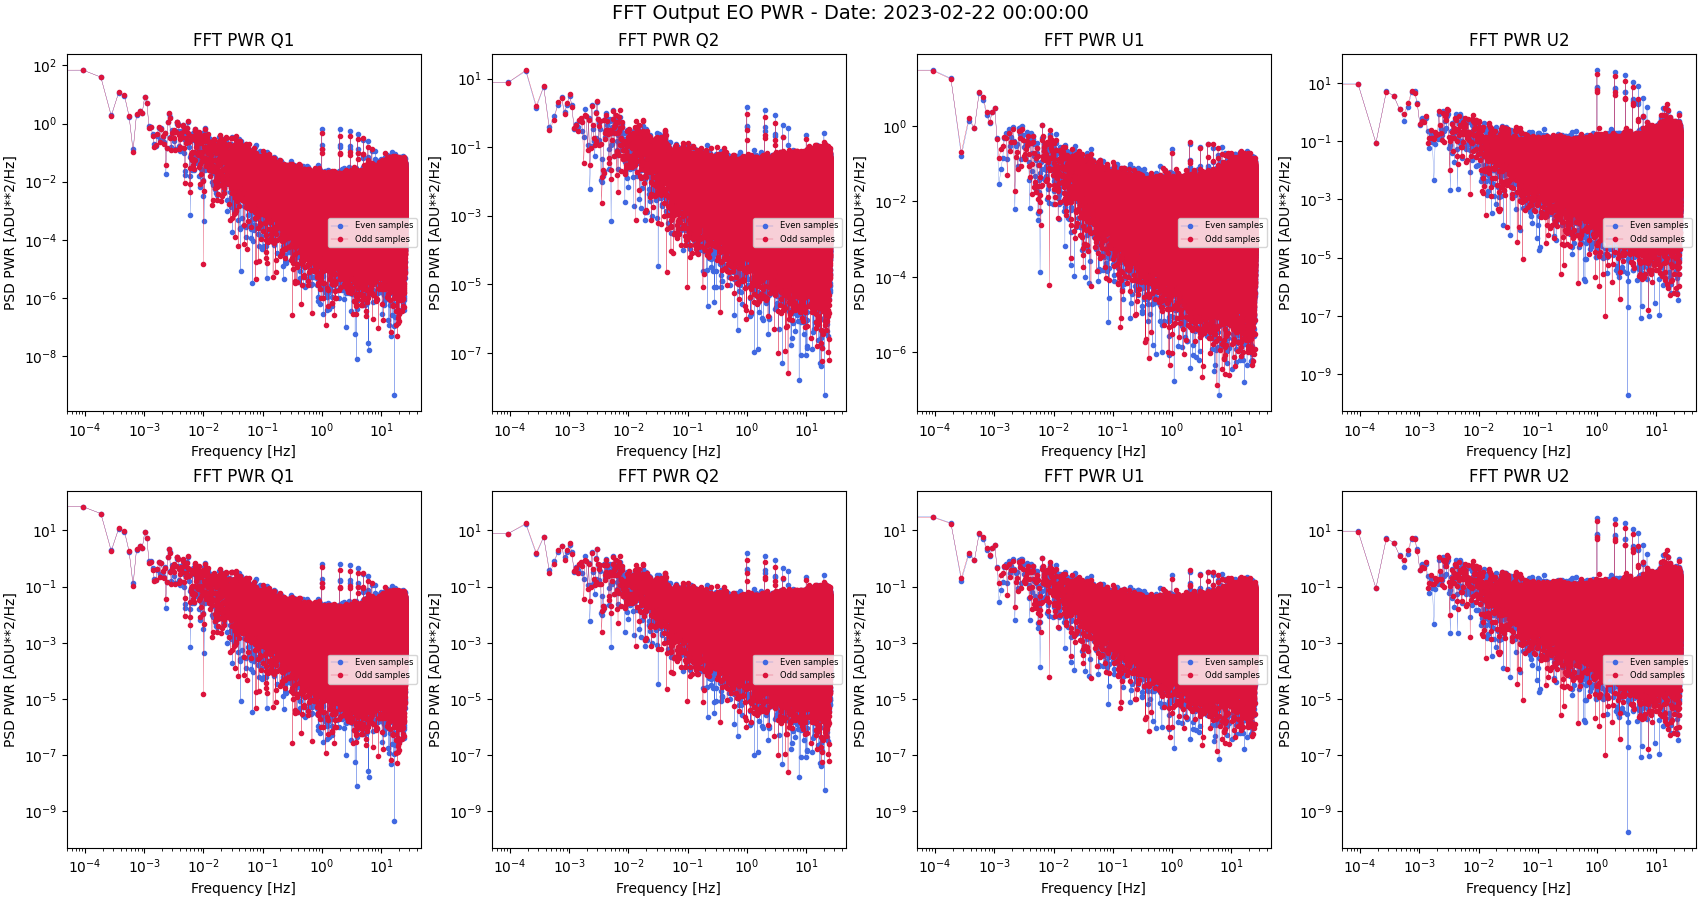 FFT Output EO PWR - Date: 2023-02-22 00:00:00
FFT PWR Q1
PSD PWR [ADU**2/Hz]
10^2
10^0
10^-2
10^-4
10^-6
10^-8
Even samples
Odd samples
10^-4 10^-3 10^-2 10^-1 10^0 10^1
Frequency [Hz]
FFT PWR Q2
PSD PWR [ADU**2/Hz]
10^1
10^-1
10^-3
10^-5
10^-7
Even samples
Odd samples
10^-4 10^-3 10^-2 10^-1 10^0 10^1
Frequency [Hz]
FFT PWR U1
PSD PWR [ADU**2/Hz]
10^0
10^-2
10^-4
10^-6
Even samples
Odd samples
10^-4 10^-3 10^-2 10^-1 10^0 10^1
Frequency [Hz]
FFT PWR U2
PSD PWR [ADU**2/Hz]
10^1
10^-1
10^-3
10^-5
10^-7
10^-9
Even samples
Odd samples
10^-4 10^-3 10^-2 10^-1 10^0 10^1
Frequency [Hz]
FFT PWR Q1
PSD PWR [ADU**2/Hz]
10^1
10^-1
10^-3
10^-5
10^-7
10^-9
Even samples
Odd samples
10^-4 10^-3 10^-2 10^-1 10^0 10^1
Frequency [Hz]
FFT PWR Q2
PSD PWR [ADU**2/Hz]
10^1
10^-1
10^-3
10^-5
10^-7
10^-9
Even samples
Odd samples
10^-4 10^-3 10^-2 10^-1 10^0 10^1
Frequency [Hz]
FFT PWR U1
PSD PWR [ADU**2/Hz]
10^1
10^-1
10^-3
10^-5
10^-7
10^-9
Even samples
Odd samples
10^-4 10^-3 10^-2 10^-1 10^0 10^1
Frequency [Hz]
FFT PWR U2
PSD PWR [ADU**2/Hz]
10^1
10^-1
10^-3
10^-5
10^-7
10^-9
Even samples
Odd samples
10^-4 10^-3 10^-2 10^-1 10^0 10^1
Frequency [Hz]